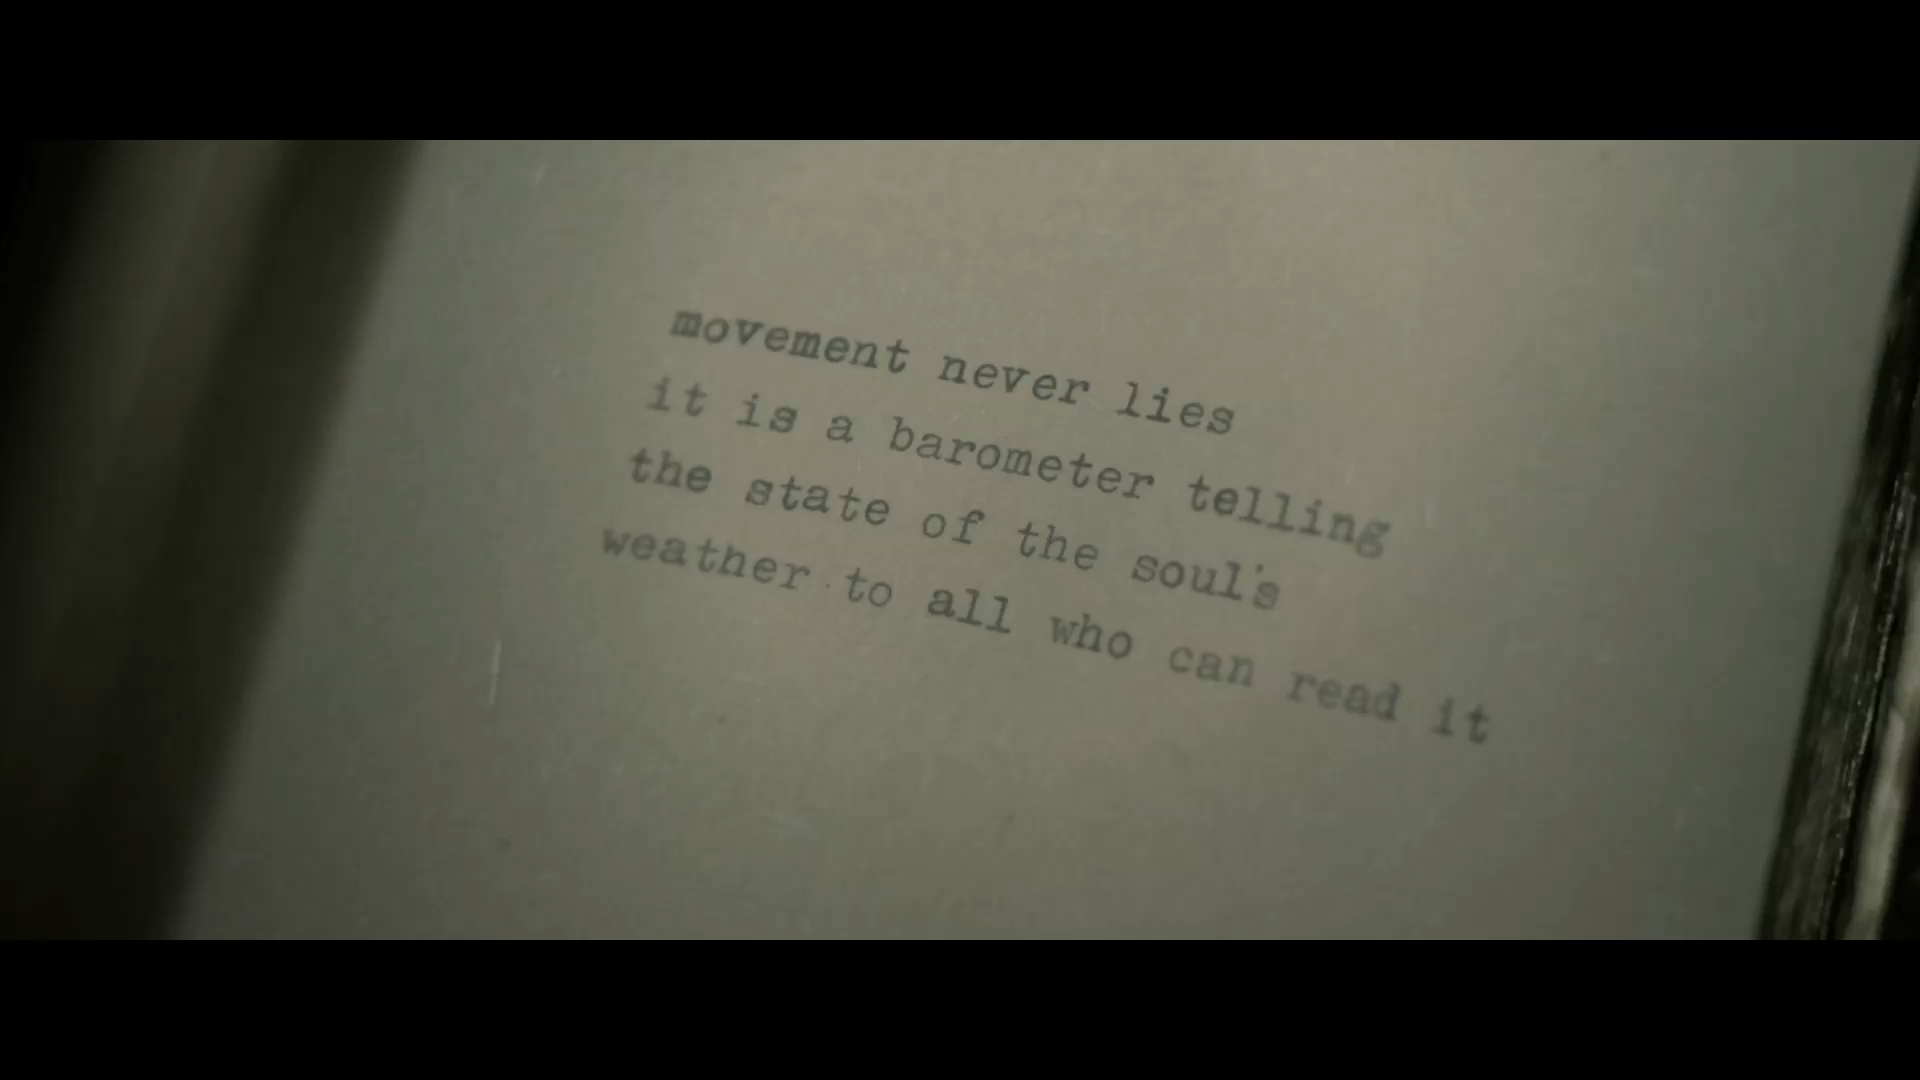 movement never lies
it is a barometer telling
the state of the soul's
weather to all who can read it